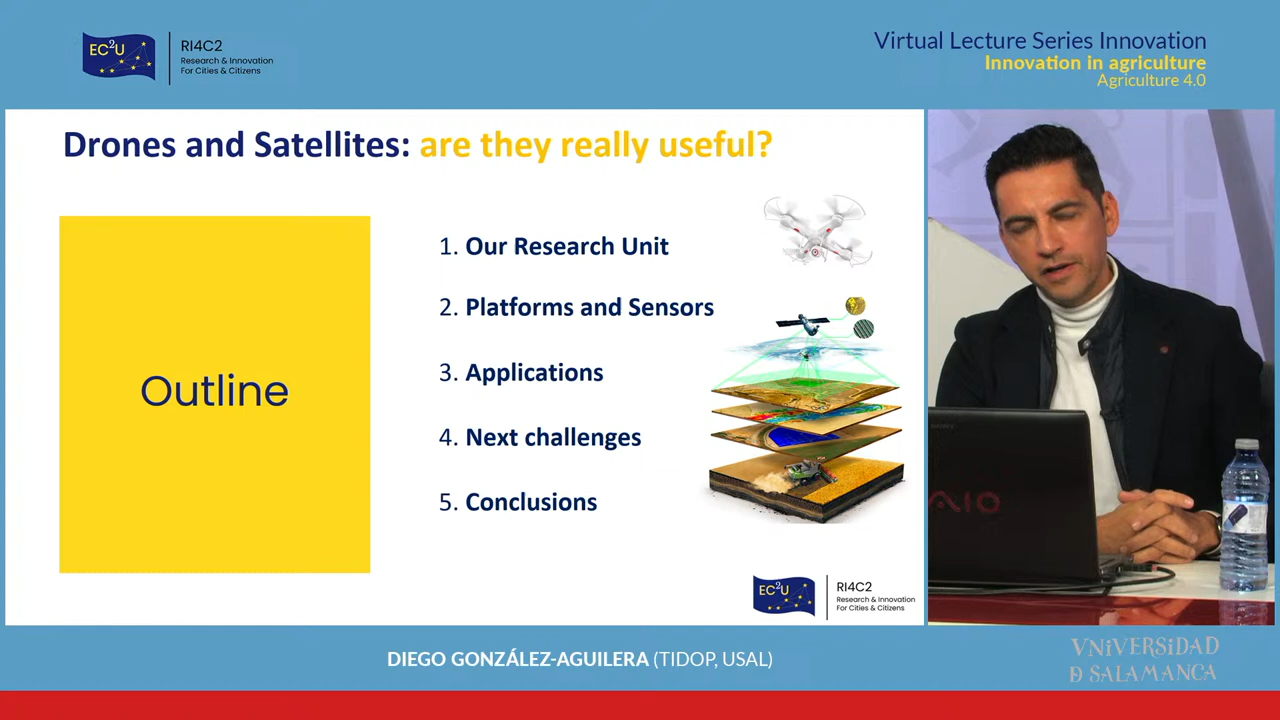 EC²U
RI4C2
Research & Innovation
For Cities & Citizens
Virtual Lecture Series Innovation
Innovation in agriculture
Agriculture 4.0
Drones and Satellites: are they really useful?
Outline
1. Our Research Unit
2. Platforms and Sensors
3. Applications
4. Next challenges
5. Conclusions
EC²U
RI4C2
Research & Innovation
For Cities & Citizens
VAIO
DIEGO GONZÁLEZ-AGUILERA (TIDOP, USAL)
VNiVERSiDAD
D SALAMANCA